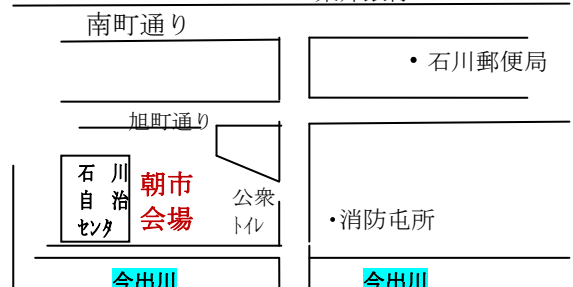 南町通り
・石川郵便局
旭町通り
石 川
自 治
センタ
朝市
会場
公衆
トイレ
・消防屯所
今出川
今出川